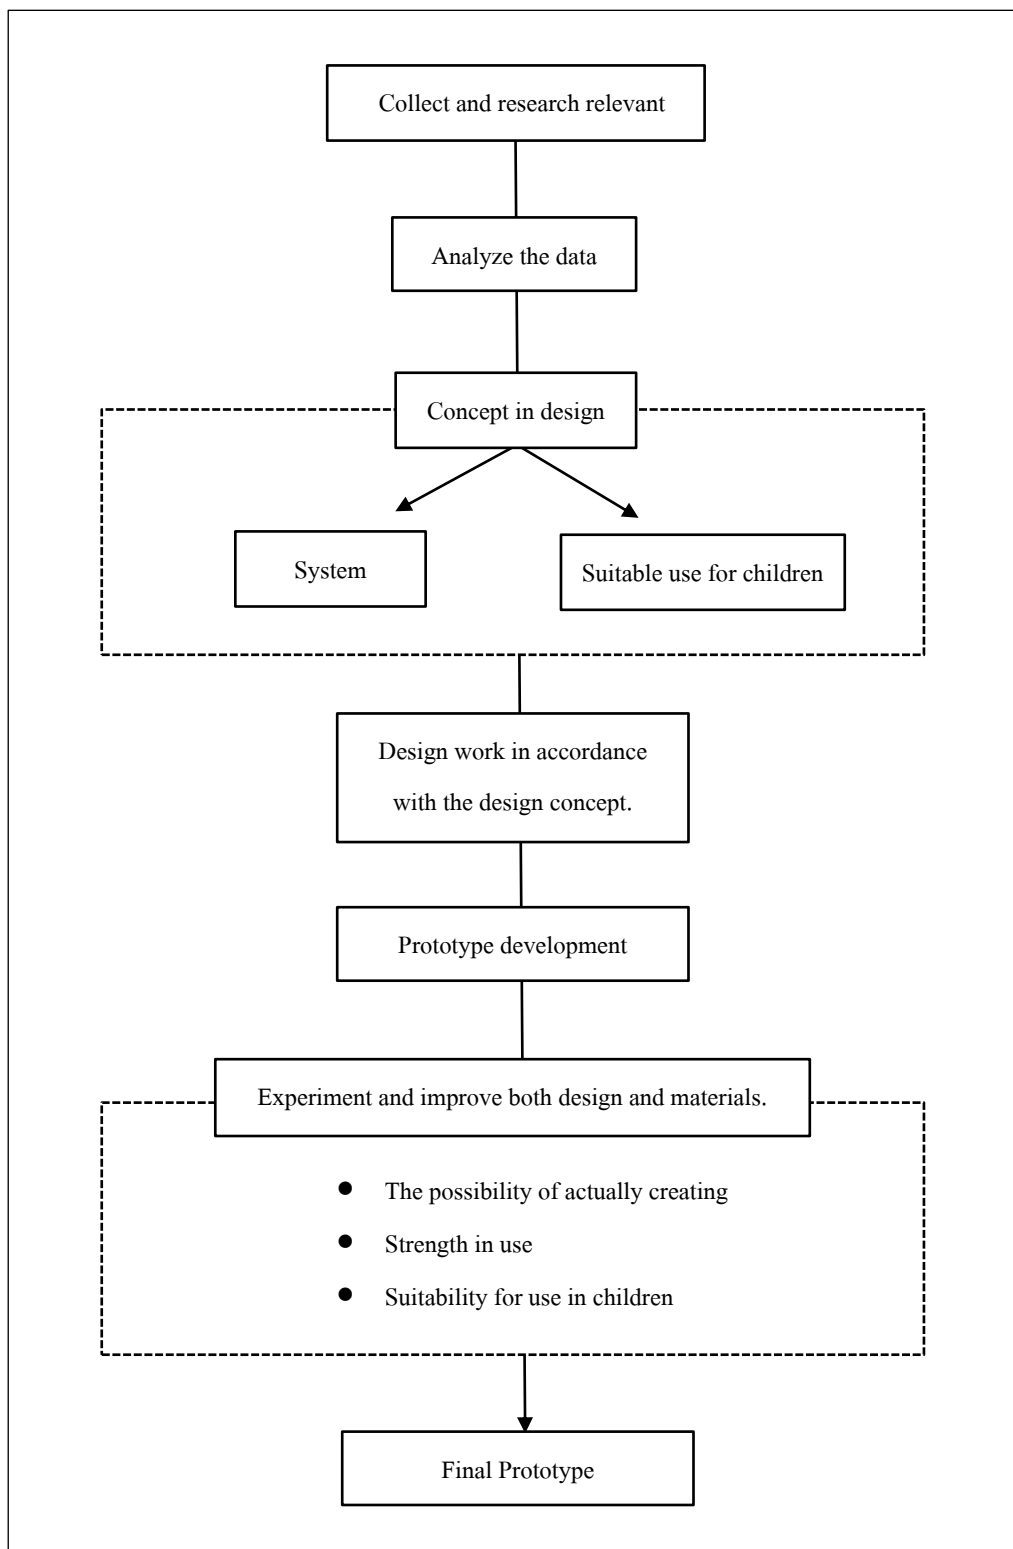 Collect and research relevant
Analyze the data
Concept in design
System
Suitable use for children
Design work in accordance
with the design concept.
Prototype development
Experiment and improve both design and materials.
● The possibility of actually creating
● Strength in use
● Suitability for use in children
Final Prototype